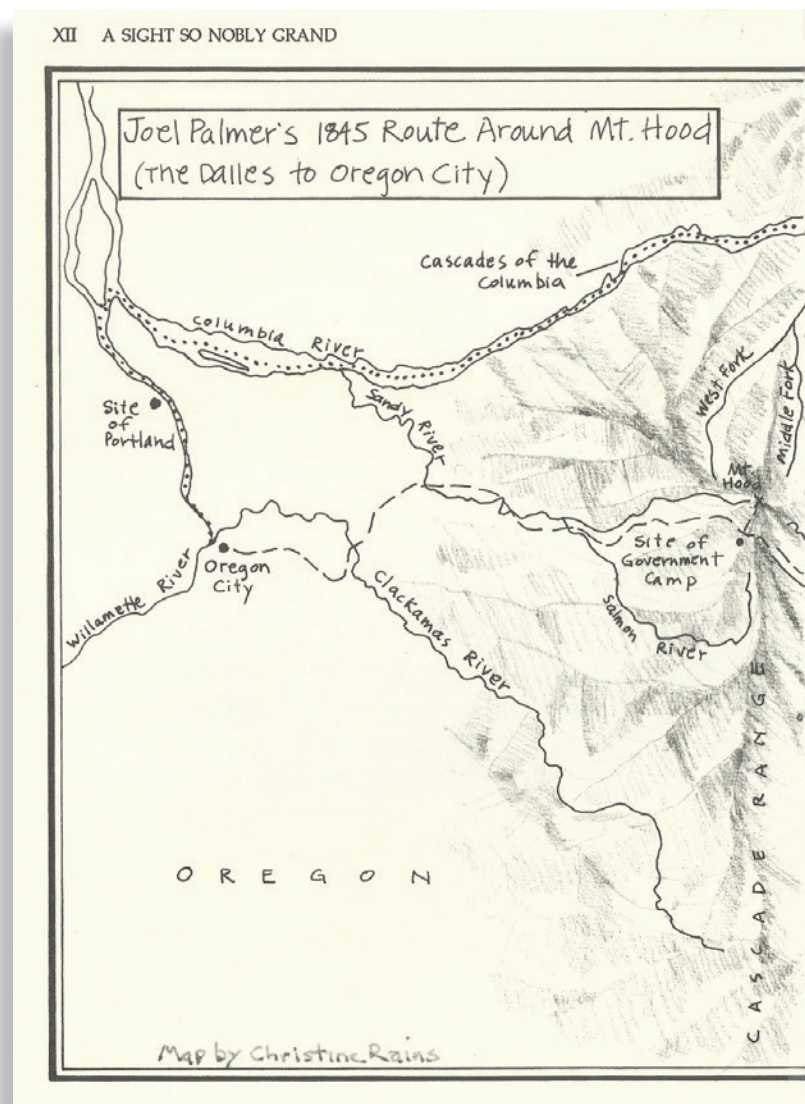 XII A SIGHT SO NOBLY GRAND
Joel Palmer's 1845 Route Around Mt. Hood
(The Dalles to Oregon City)
Cascades of the
Columbia
Columbia River
West Fork
Middle Fork
Sandy River
Site
of
Portland
Mt.
Hood
Site of
Government
Camp
Oregon
City
Willamette River
Clackamas River
Salmon
River
CASCADE RANGE
OREGON
Map by Christine Rains